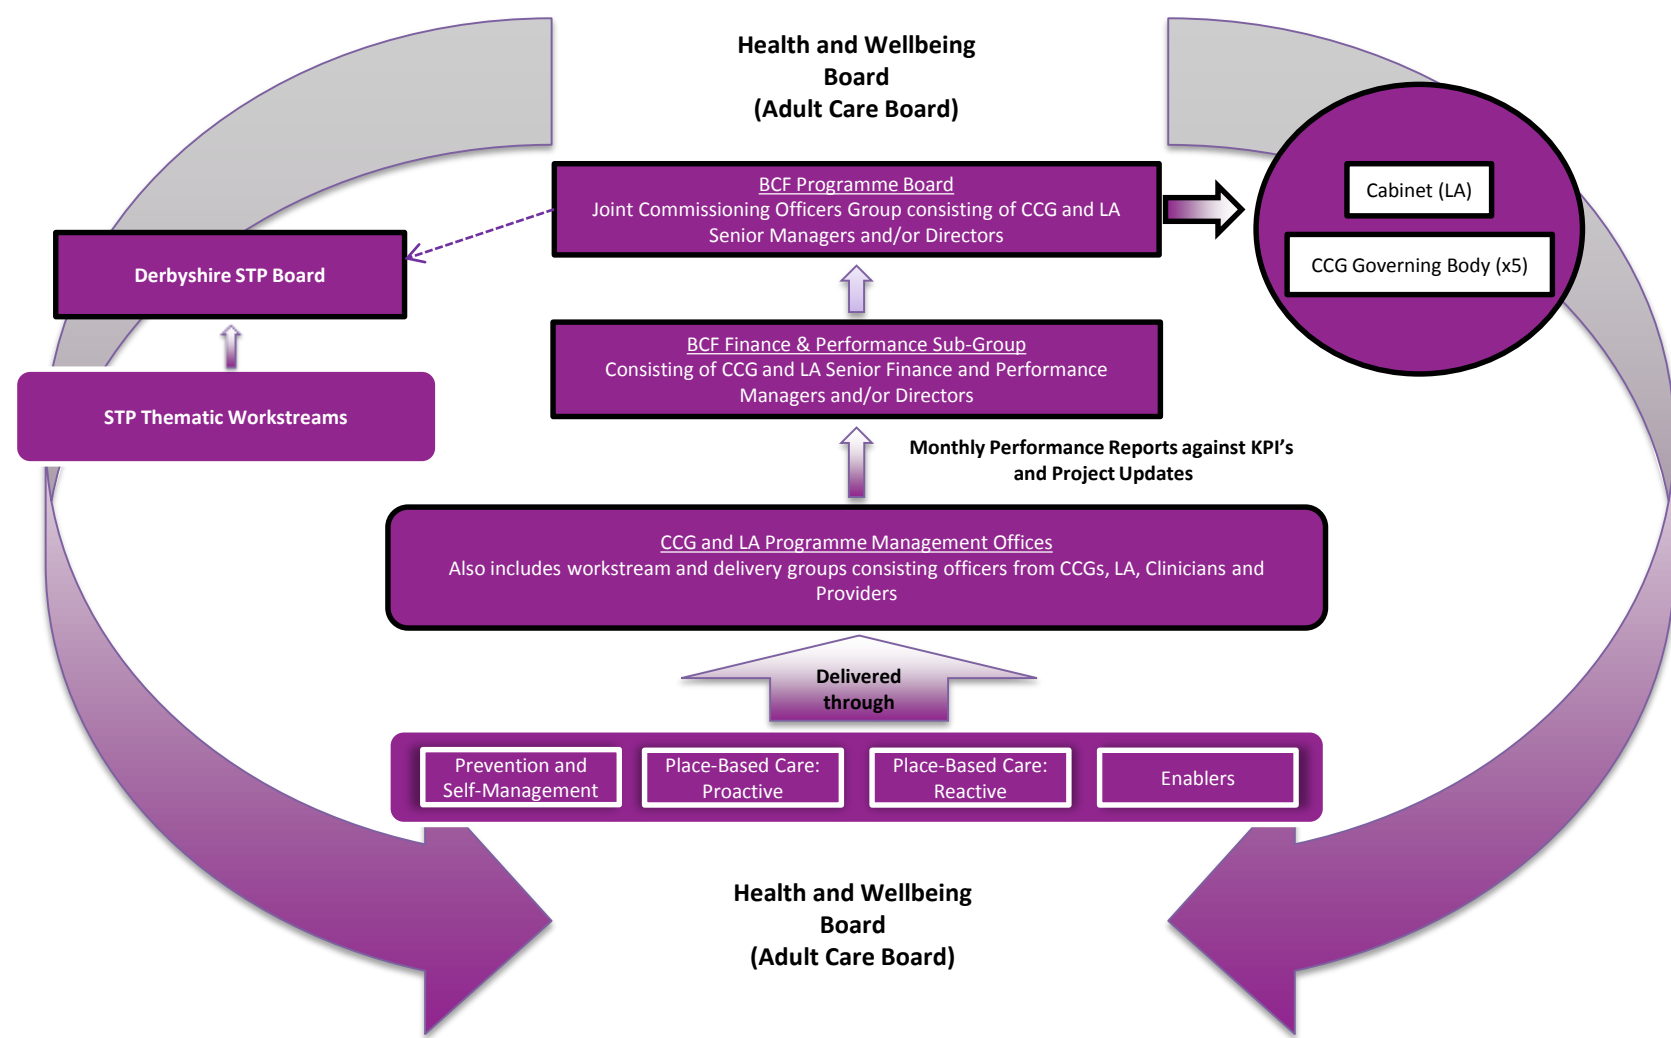 Health and Wellbeing
Board
(Adult Care Board)
BCF Programme Board
Joint Commissioning Officers Group consisting of CCG and LA
Senior Managers and/or Directors
Cabinet (LA)
CCG Governing Body (x5)
Derbyshire STP Board
BCF Finance & Performance Sub-Group
Consisting of CCG and LA Senior Finance and Performance
Managers and/or Directors
STP Thematic Workstreams
Monthly Performance Reports against KPI's
and Project Updates
CCG and LA Programme Management Offices
Also includes workstream and delivery groups consisting officers from CCGs, LA, Clinicians and
Providers
Delivered
through
Prevention and
Self-Management
Place-Based Care:
Proactive
Place-Based Care:
Reactive
Enablers
Health and Wellbeing
Board
(Adult Care Board)